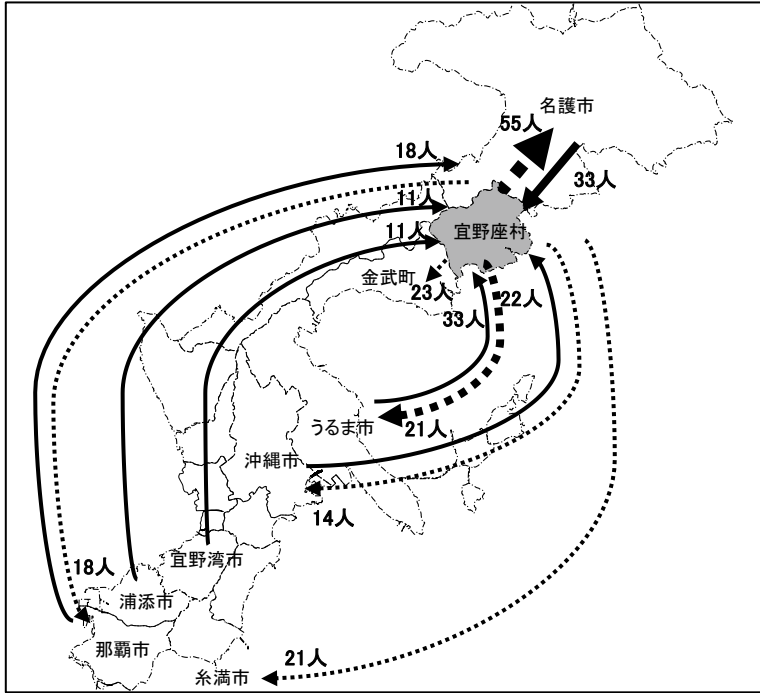 名護市
55人
18人
33人
11人
11人
宜野座村
金武町
23人
22人
33人
うるま市
21人
沖縄市
14人
宜野湾市
18人
浦添市
那覇市
21人
糸満市